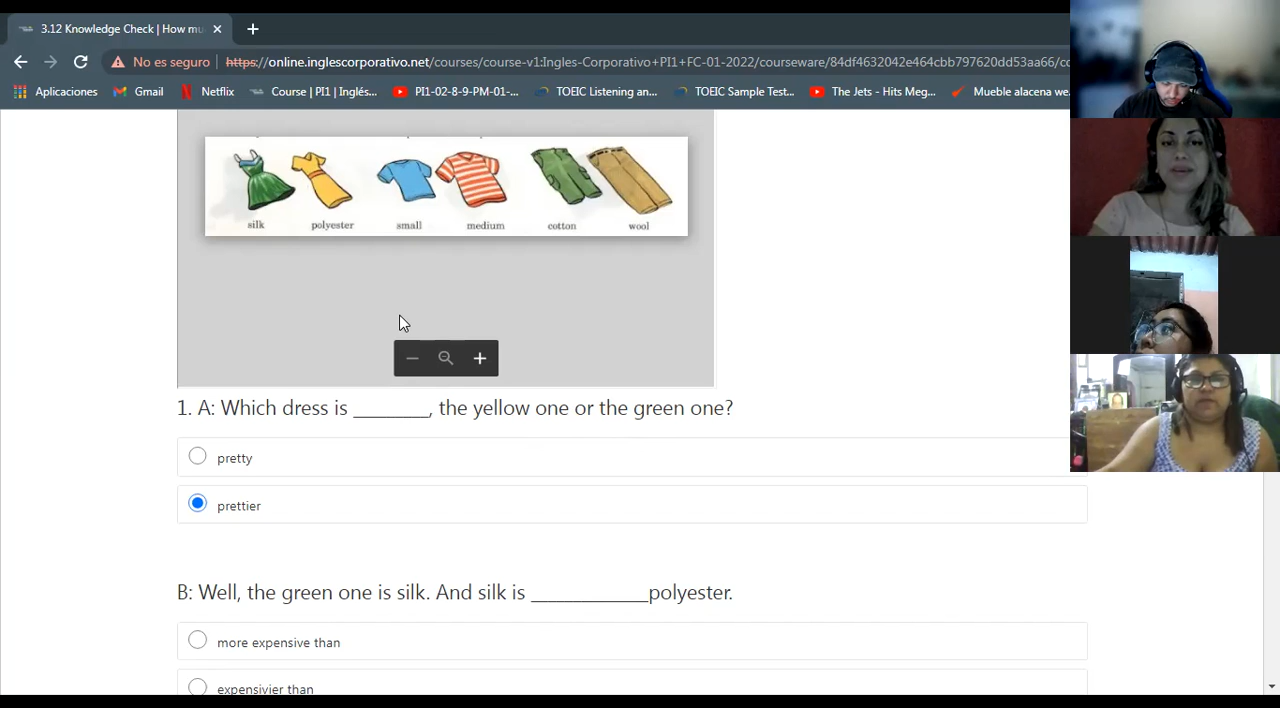 3.12 Knowledge Check | How mu
No es seguro
https://online.inglescorporativo.net/courses/course-v1:Ingles-Corporativo+PI1+FC-01-2022/courseware/84df4632042e464cbb797620dd53aa66/cc
Aplicaciones Gmail Netflix Course | PI1 | Inglés... PI1-02-8-9-PM-01-... TOEIC Listening an... TOEIC Sample Test... The Jets - Hits Meg... Mueble alacena we...
silk polyester small medium cotton wool
1. A: Which dress is ________, the yellow one or the green one?
pretty
prettier
B: Well, the green one is silk. And silk is ____________polyester.
more expensive than
expensivier than